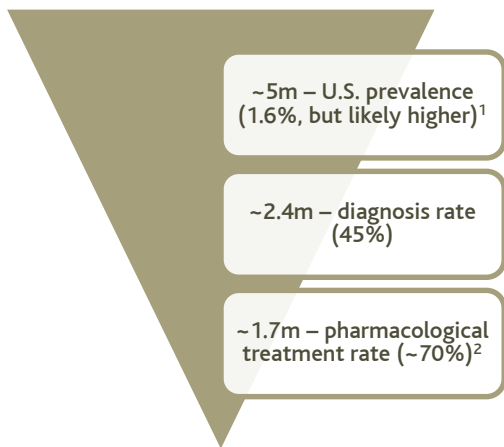 ~5m – U.S. prevalence
(1.6%, but likely higher)¹
~2.4m – diagnosis rate
(45%)
~1.7m – pharmacological
treatment rate (~70%)²